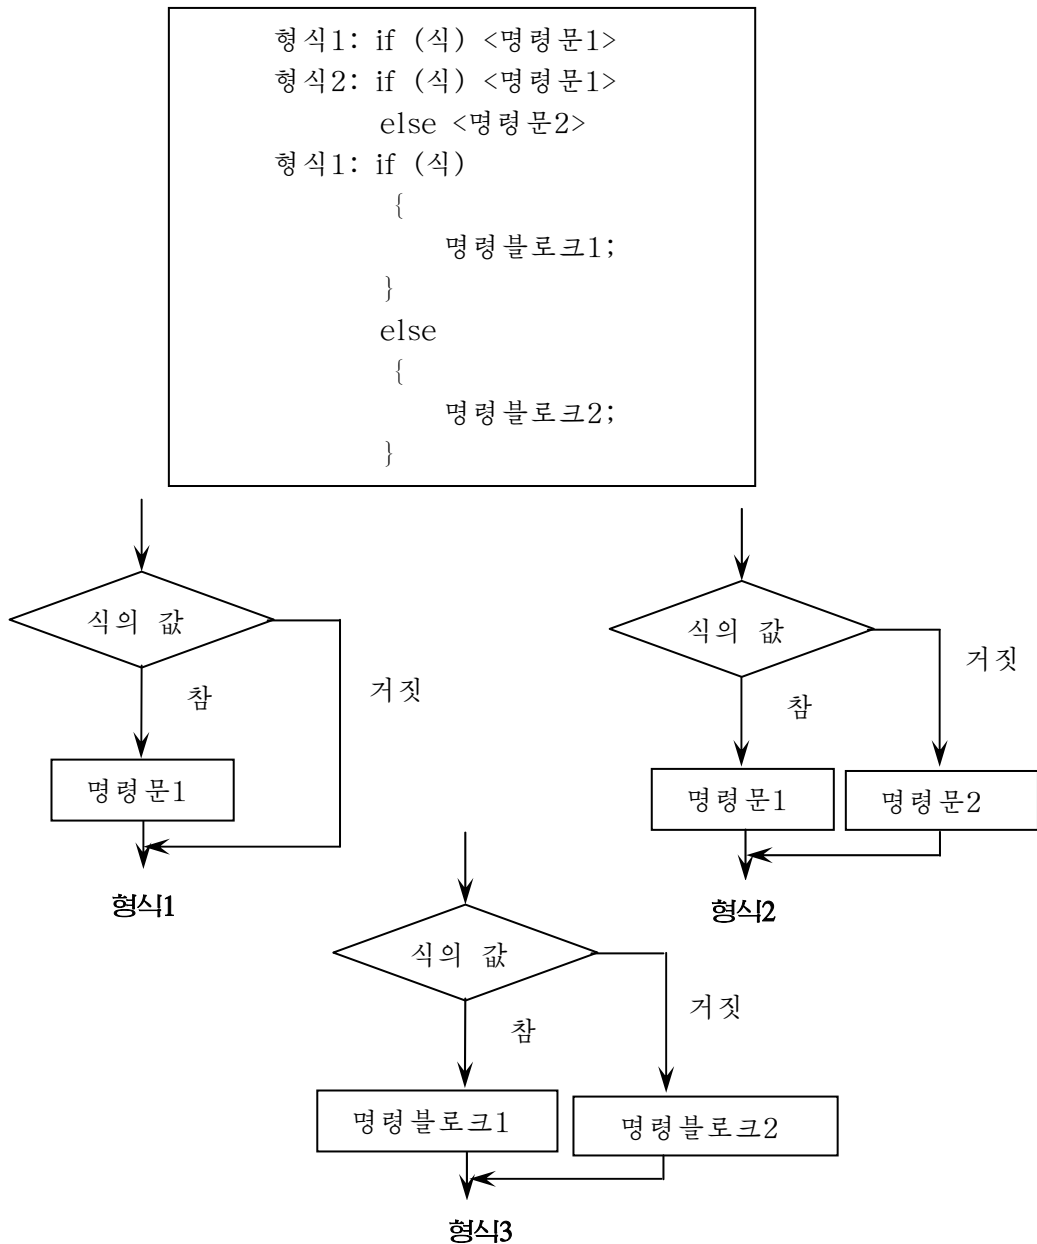 형식1: if (식) <명령문1>
형식2: if (식) <명령문1>
else <명령문2>
형식1: if (식)
{
명령블로크1;
}
else
{
명령블로크2;
}
식의 값
참
거짓
명령문1
형식1
식의 값
참
거짓
명령문1
명령문2
형식2
식의 값
참
거짓
명령블로크1
명령블로크2
형식3